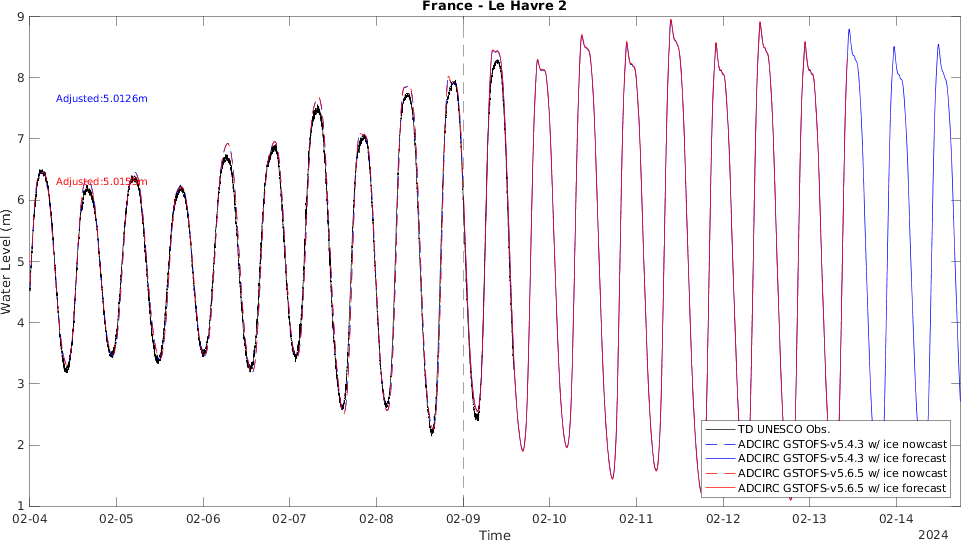 France - Le Havre 2
9
8
7
6
5
4
3
2
1
Water Level (m)
Adjusted:5.0126m
TD UNESCO Obs.
ADCIRC GSTOFS-v5.4.3 w/ ice nowcast
ADCIRC GSTOFS-v5.4.3 w/ ice forecast
ADCIRC GSTOFS-v5.6.5 w/ ice nowcast
ADCIRC GSTOFS-v5.6.5 w/ ice forecast
02-04 02-05 02-06 02-07 02-08 02-09 02-10 02-11 02-12 02-13 02-14
Time
2024